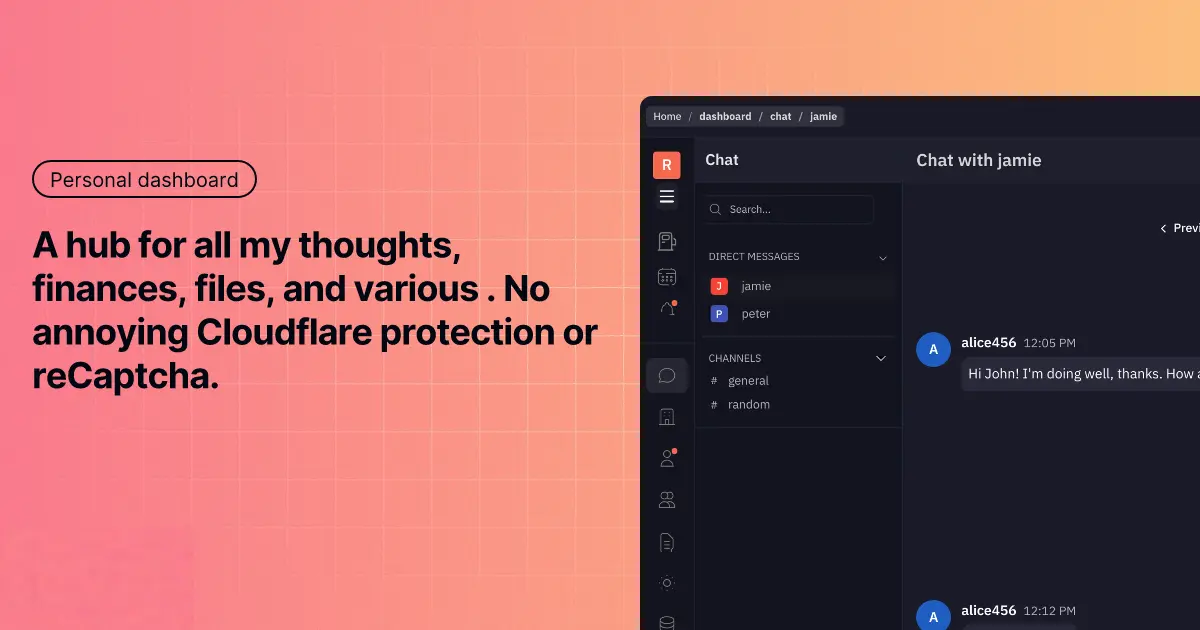 Personal dashboard
A hub for all my thoughts,
finances, files, and various . No
annoying Cloudflare protection or
reCaptcha.
Home / dashboard / chat / jamie
R
Chat
Search...
DIRECT MESSAGES
J jamie
P peter
CHANNELS
# general
# random
Chat with jamie
< Previ
A
alice456 12:05 PM
Hi John! I'm doing well, thanks. How a
A
alice456 12:12 PM